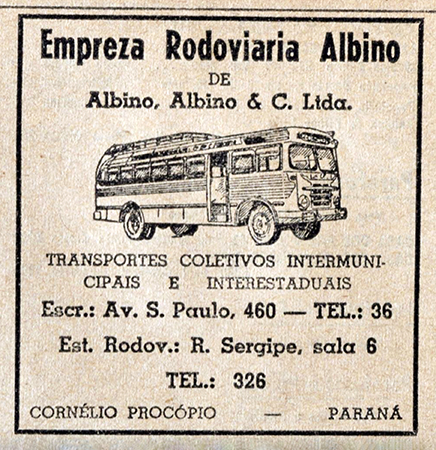 Empreza Rodoviaria Albino
DE
Albino, Albino & C. Ltda.
TRANSPORTES COLETIVOS INTERMUNI-
CIPAIS E INTERESTADUAIS
Escr.: Av. S. Paulo, 460 — TEL.: 36
Est. Rodov.: R. Sergipe, sala 6
TEL.: 326
CORNÉLIO PROCÓPIO — PARANÁ